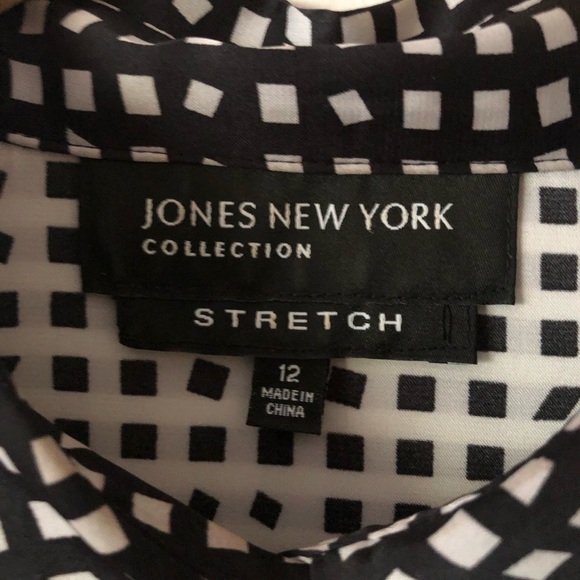 JONES NEW YORK
COLLECTION
STRETCH
12
MADE IN
CHINA